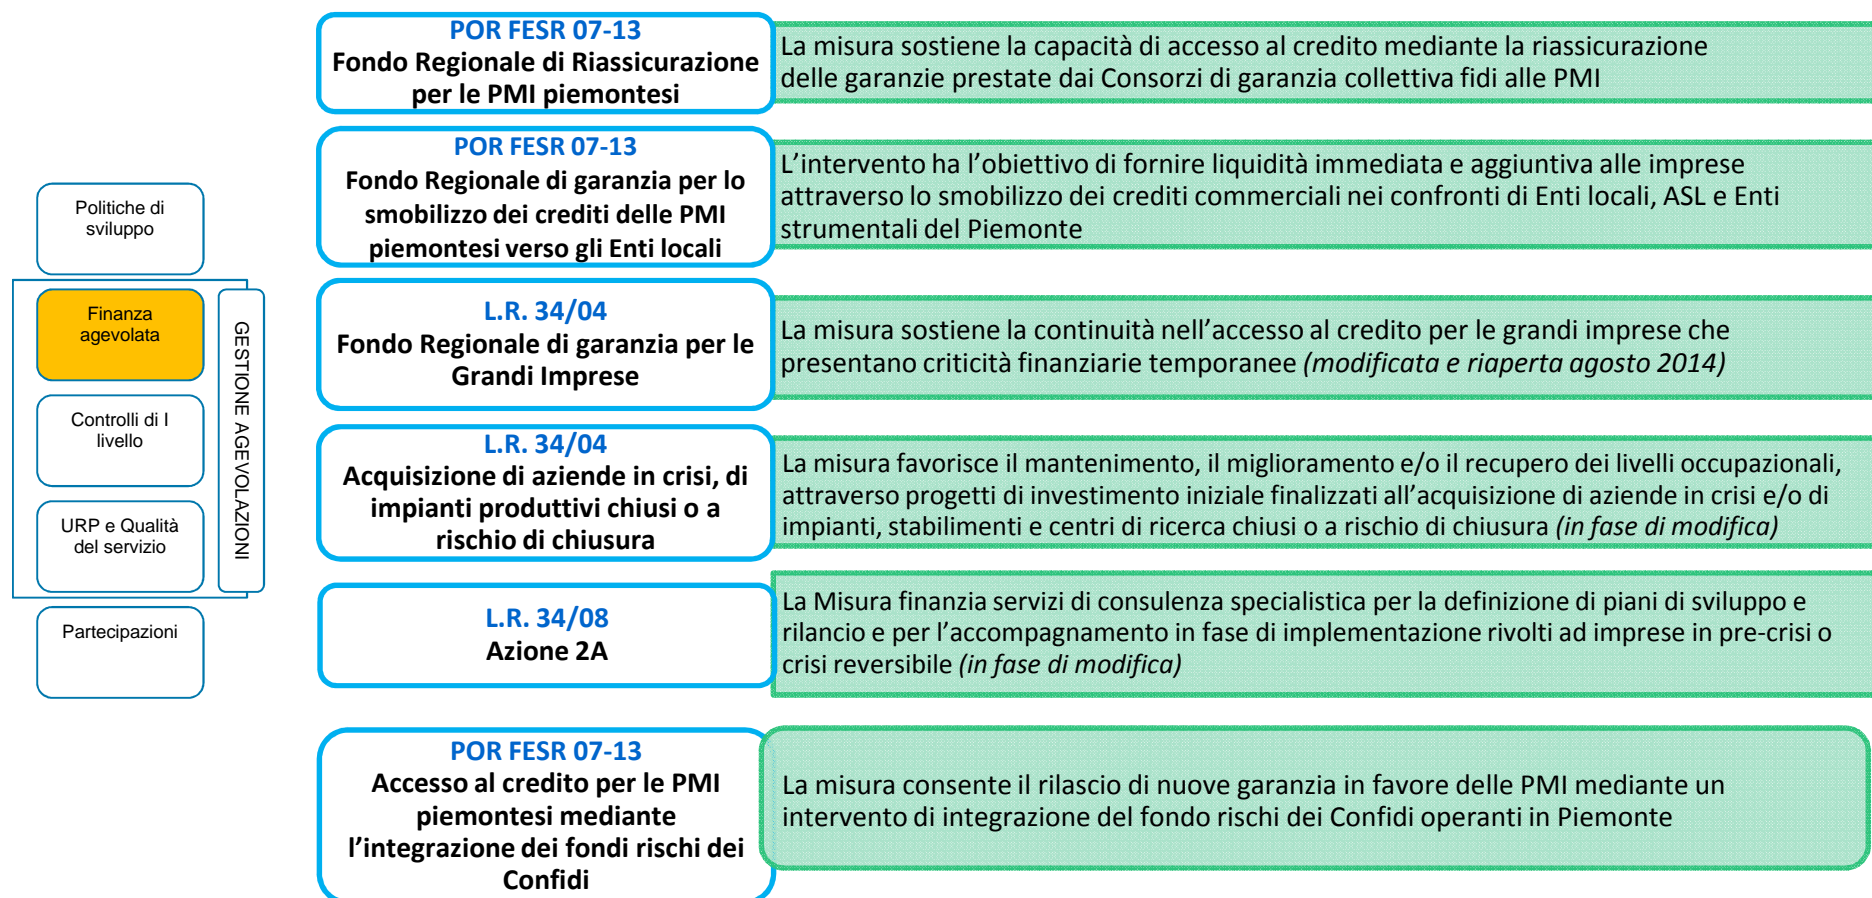 Politiche di
sviluppo
Finanza
agevolata
Controlli di I
livello
URP e Qualità
del servizio
Partecipazioni
GESTIONE AGEVOLAZIONI
POR FESR 07-13
Fondo Regionale di Riassicurazione
per le PMI piemontesi
La misura sostiene la capacità di accesso al credito mediante la riassicurazione
delle garanzie prestate dai Consorzi di garanzia collettiva fidi alle PMI
POR FESR 07-13
Fondo Regionale di garanzia per lo
smobilizzo dei crediti delle PMI
piemontesi verso gli Enti locali
L’intervento ha l’obiettivo di fornire liquidità immediata e aggiuntiva alle imprese
attraverso lo smobilizzo dei crediti commerciali nei confronti di Enti locali, ASL e Enti
strumentali del Piemonte
L.R. 34/04
Fondo Regionale di garanzia per le
Grandi Imprese
La misura sostiene la continuità nell’accesso al credito per le grandi imprese che
presentano criticità finanziarie temporanee (modificata e riaperta agosto 2014)
L.R. 34/04
Acquisizione di aziende in crisi, di
impianti produttivi chiusi o a
rischio di chiusura
La misura favorisce il mantenimento, il miglioramento e/o il recupero dei livelli occupazionali,
attraverso progetti di investimento iniziale finalizzati all’acquisizione di aziende in crisi e/o di
impianti, stabilimenti e centri di ricerca chiusi o a rischio di chiusura (in fase di modifica)
L.R. 34/08
Azione 2A
La Misura finanzia servizi di consulenza specialistica per la definizione di piani di sviluppo e
rilancio e per l’accompagnamento in fase di implementazione rivolti ad imprese in pre-crisi o
crisi reversibile (in fase di modifica)
POR FESR 07-13
Accesso al credito per le PMI
piemontesi mediante
l’integrazione dei fondi rischi dei
Confidi
La misura consente il rilascio di nuove garanzia in favore delle PMI mediante un
intervento di integrazione del fondo rischi dei Confidi operanti in Piemonte